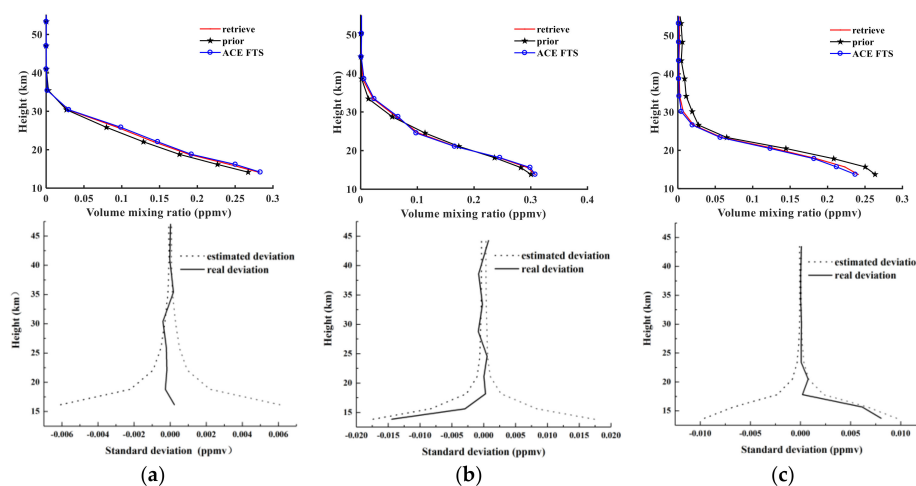 retrieve
prior
ACE FTS
Height (km)
50
40
30
20
10
0
0.05
0.1
0.15
0.2
0.25
0.3
Volume mixing ratio (ppmv)
retrieve
prior
ACE FTS
Height (km)
50
40
30
20
10
0
0.1
0.2
0.3
0.4
Volume mixing ratio (ppmv)
retrieve
prior
ACE FTS
Height (km)
50
40
30
20
10
0
0.05
0.1
0.15
0.2
0.25
0.3
Volume mixing ratio (ppmv)
estimated deviation
real deviation
Height (km)
45
40
35
30
25
20
15
-0.006
-0.004
-0.002
0.000
0.002
0.004
0.006
Standard deviation (ppmv)
estimated deviation
real deviation
Height (km)
45
40
35
30
25
20
15
-0.020
-0.015
-0.010
-0.005
0.000
0.005
0.010
0.015
0.020
Standard deviation (ppmv)
estimated deviation
real deviation
Height (km)
45
40
35
30
25
20
15
-0.010
-0.005
0.000
0.005
0.010
Standard deviation (ppmv)
(a)
(b)
(c)